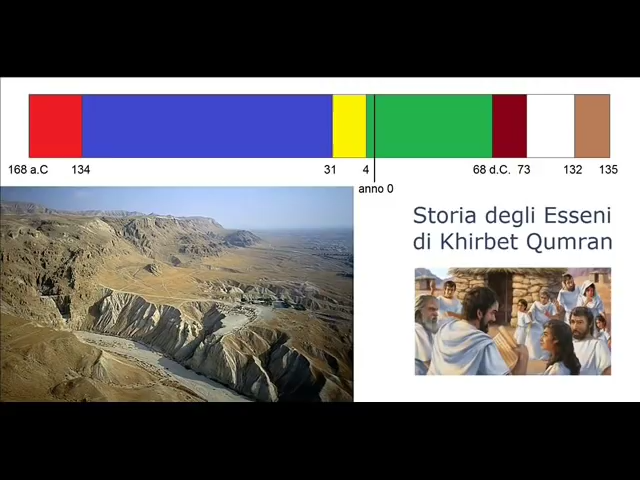 168 a.C 134 31 4 68 d.C. 73 132 135
anno 0
Storia degli Esseni
di Khirbet Qumran